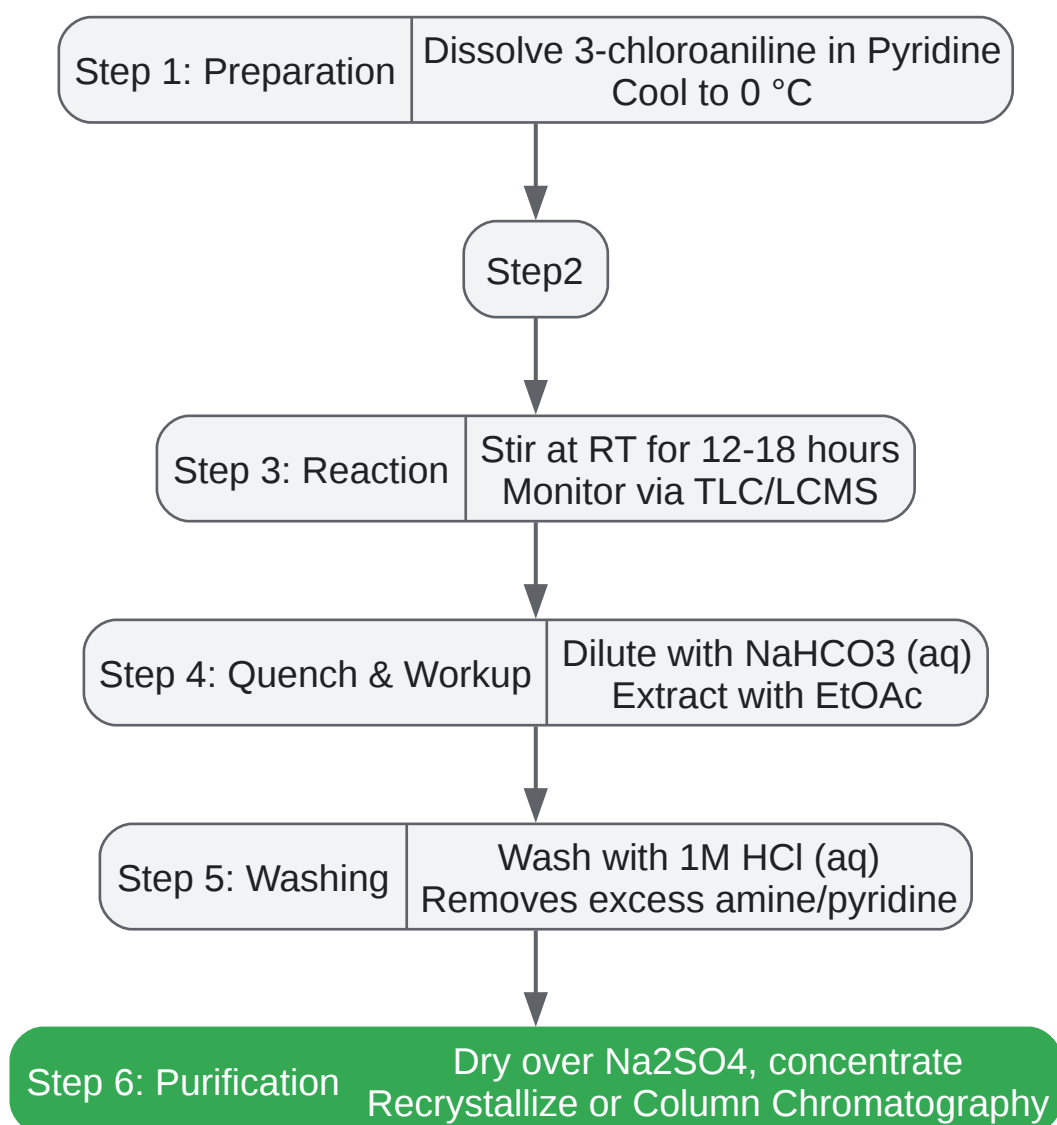 Step 1: Preparation
Dissolve 3-chloroaniline in Pyridine
Cool to 0 °C
Step2
Step 3: Reaction
Stir at RT for 12-18 hours
Monitor via TLC/LCMS
Step 4: Quench & Workup
Dilute with NaHCO3 (aq)
Extract with EtOAc
Step 5: Washing
Wash with 1M HCl (aq)
Removes excess amine/pyridine
Step 6: Purification
Dry over Na2SO4, concentrate
Recrystallize or Column Chromatography